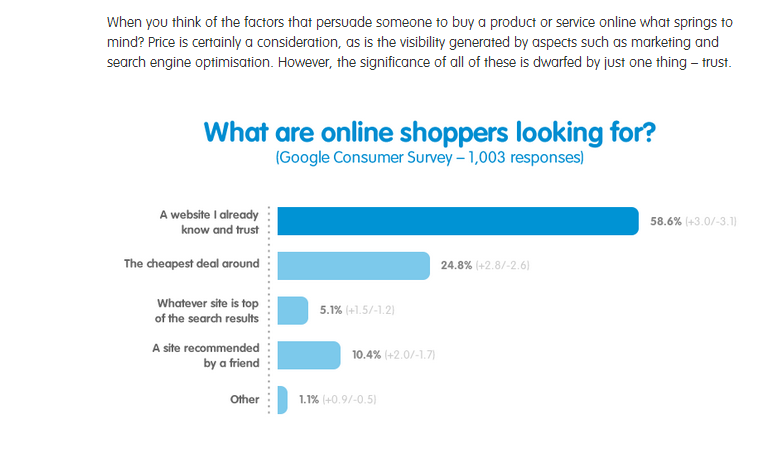 When you think of the factors that persuade someone to buy a product or service online what springs to
mind? Price is certainly a consideration, as is the visibility generated by aspects such as marketing and
search engine optimisation. However, the significance of all of these is dwarfed by just one thing – trust.
What are online shoppers looking for?
(Google Consumer Survey – 1,003 responses)
A website I already
know and trust
58.6% (+3.0/-3.1)
The cheapest deal around
24.8% (+2.8/-2.6)
Whatever site is top
of the search results
5.1% (+1.5/-1.2)
A site recommended
by a friend
10.4% (+2.0/-1.7)
Other
1.1% (+0.9/-0.5)